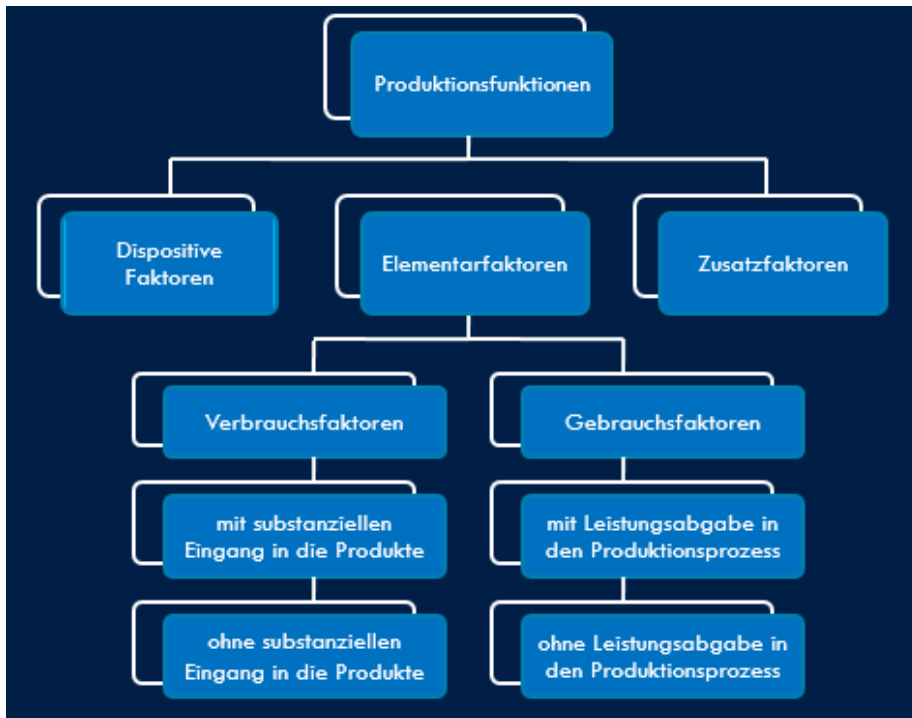 Produktionsfunktionen
Dispositive
Faktoren
Elementarfaktoren
Zusatzfaktoren
Verbrauchsfaktoren
Gebrauchsfaktoren
mit substanziellen
Eingang in die Produkte
mit Leistungsabgabe in
den Produktionsprozess
ohne substanziellen
Eingang in die Produkte
ohne Leistungsabgabe in
den Produktionsprozess